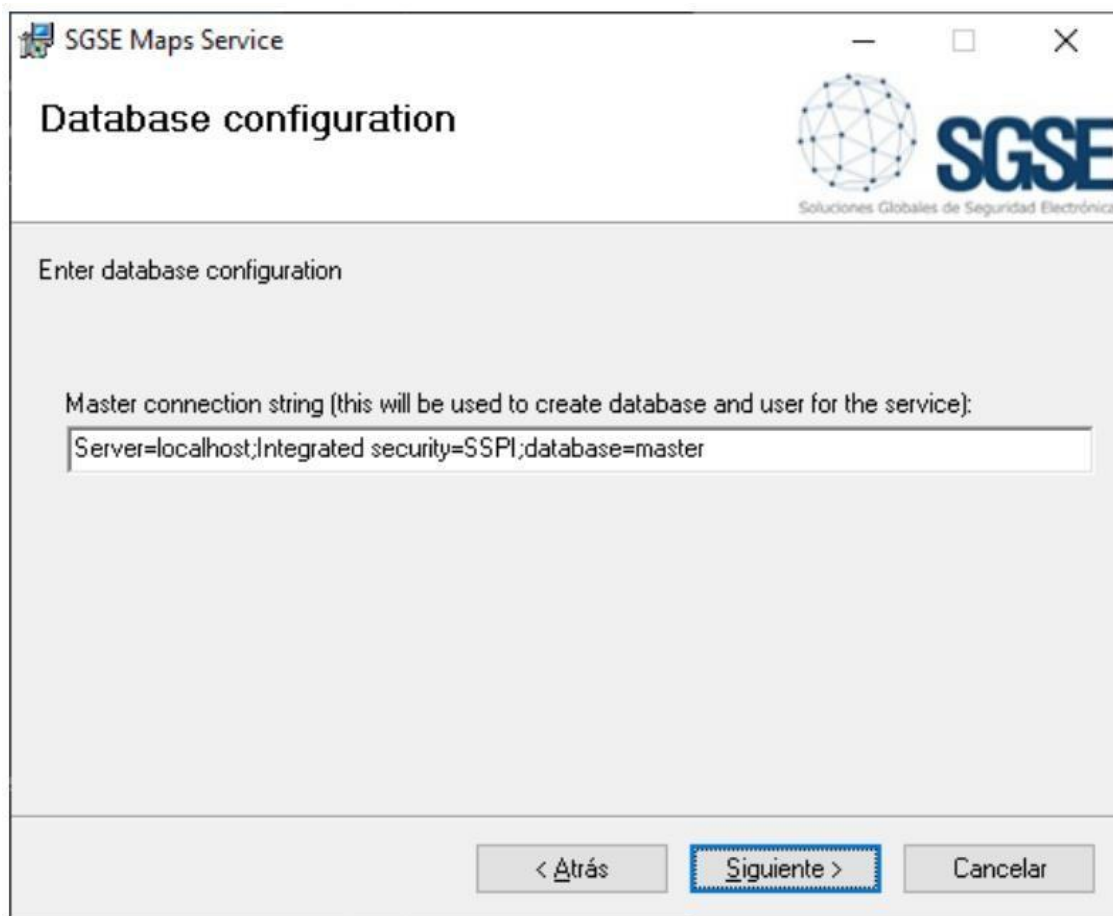 SGSE Maps Service
Database configuration
SGSE
Soluciones Globales de Seguridad Electrónica
Enter database configuration
Master connection string (this will be used to create database and user for the service):
Server=localhost;Integrated security=SSPI;database=master
< Atrás
Siguiente >
Cancelar